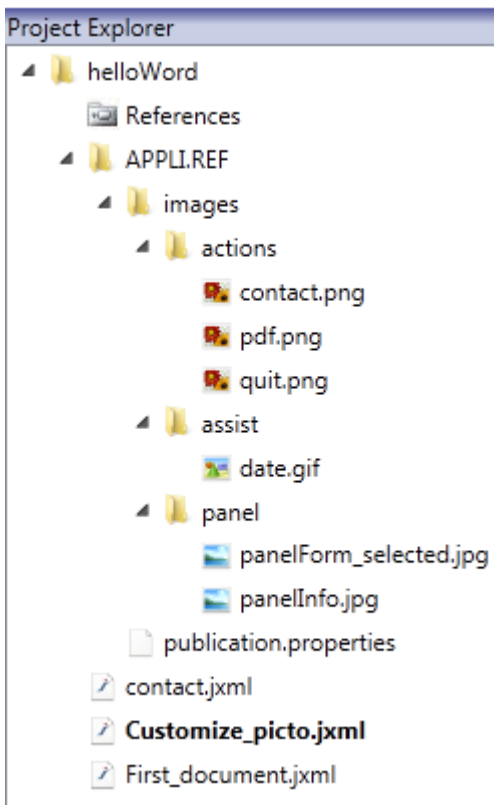 Project Explorer
helloWord
References
APPLI.REF
images
actions
contact.png
pdf.png
quit.png
assist
date.gif
panel
panelForm_selected.jpg
panelInfo.jpg
publication.properties
contact.jxml
Customize_picto.jxml
First_document.jxml